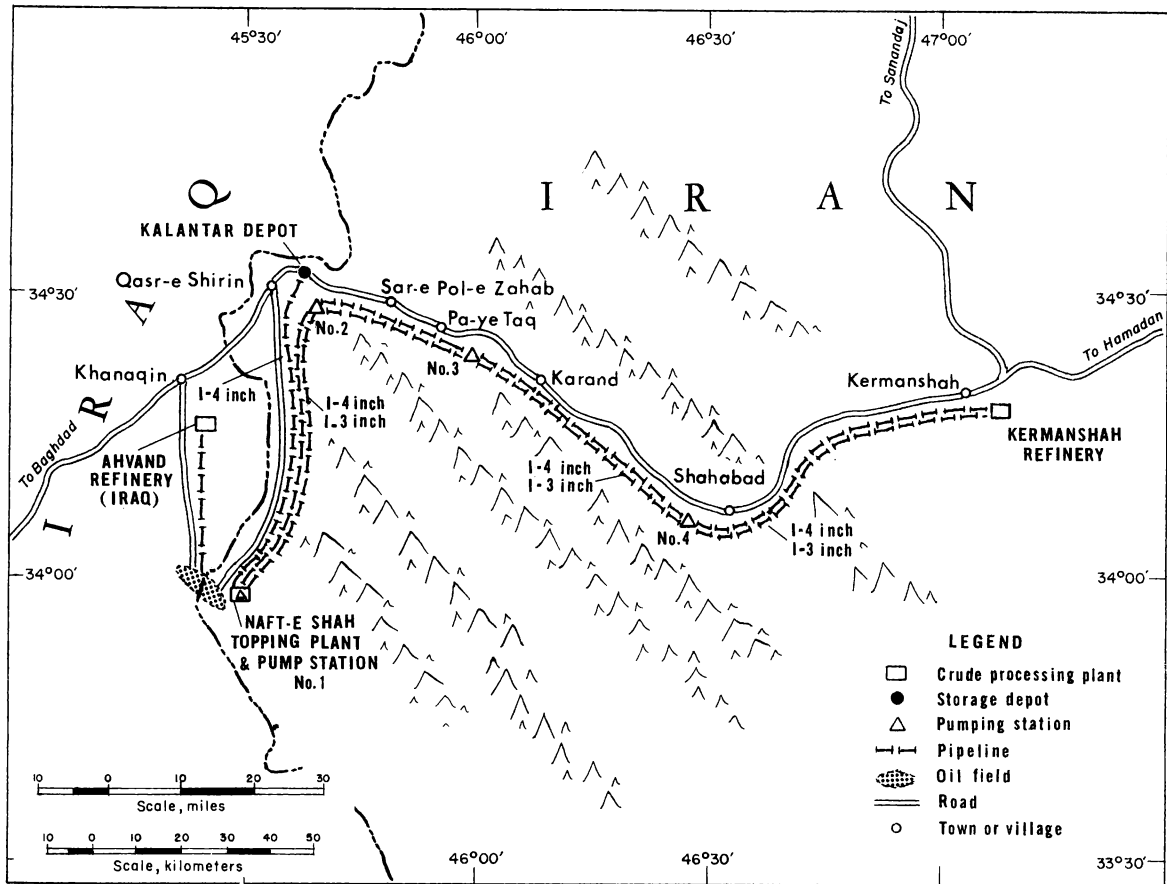 45°30′
46°00′
46°30′
47°00′
To Sanandaj
I R A Q
I R A N
KALANTAR DEPOT
Qasr-e Shirin
34°30′
Sar-e Pol-e Zahab
34°30′
Pa-ye Taq
No.2
To Hamadan
No.3
Khanaqin
Karand
Kermanshah
1-4 inch
1-4 inch
1-3 inch
KERMANSHAH
REFINERY
To Baghdad
AHVAND
REFINERY
(IRAQ)
1-4 inch
1-3 inch
Shahabad
No.4
1-4 inch
1-3 inch
34°00′
34°00′
NAFT-E SHAH
TOPPING PLANT
& PUMP STATION
No.1
LEGEND
Crude processing plant
Storage depot
Pumping station
Pipeline
Oil field
Road
Town or village
10 0 10 20 30
Scale, miles
10 0 10 20 30 40 50
Scale, kilometers
46°00′
46°30′
33°30′